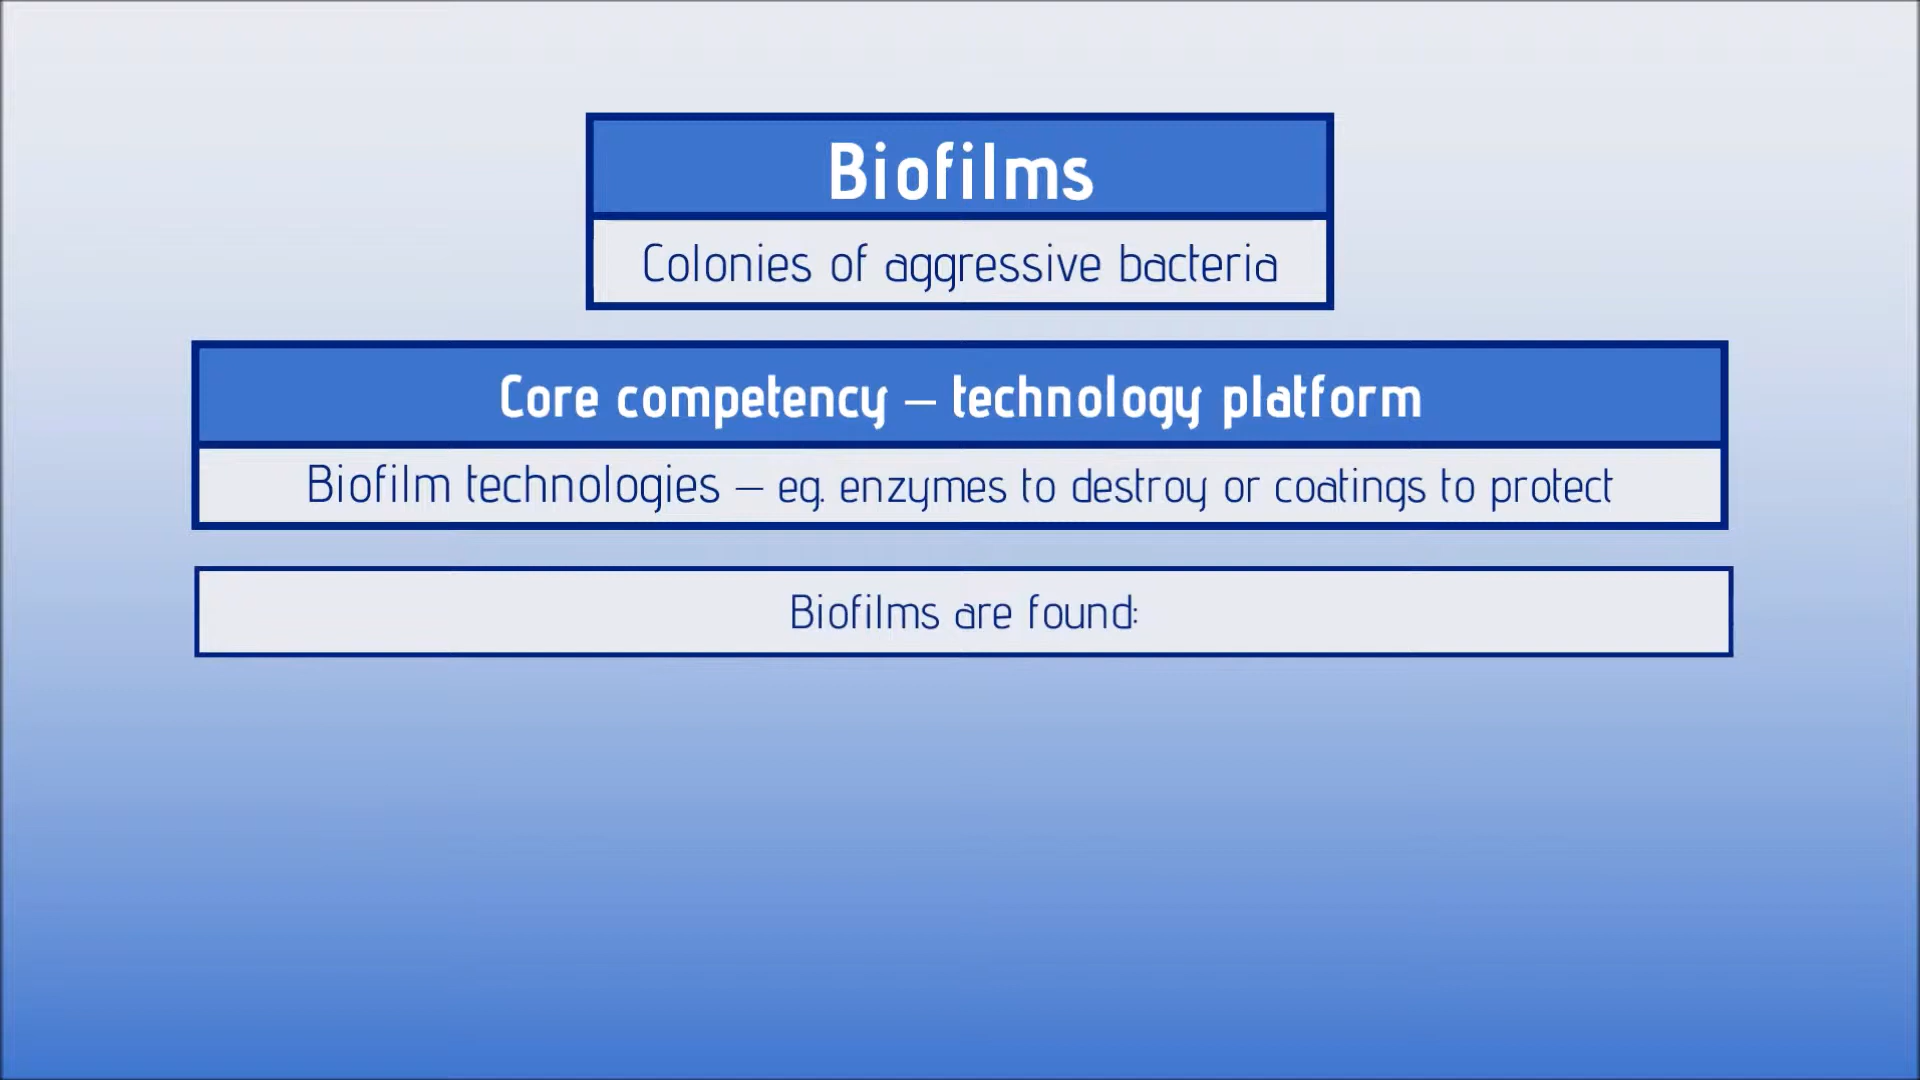 Biofilms
Colonies of aggressive bacteria
Core competency – technology platform
Biofilm technologies – eg. enzymes to destroy or coatings to protect
Biofilms are found: